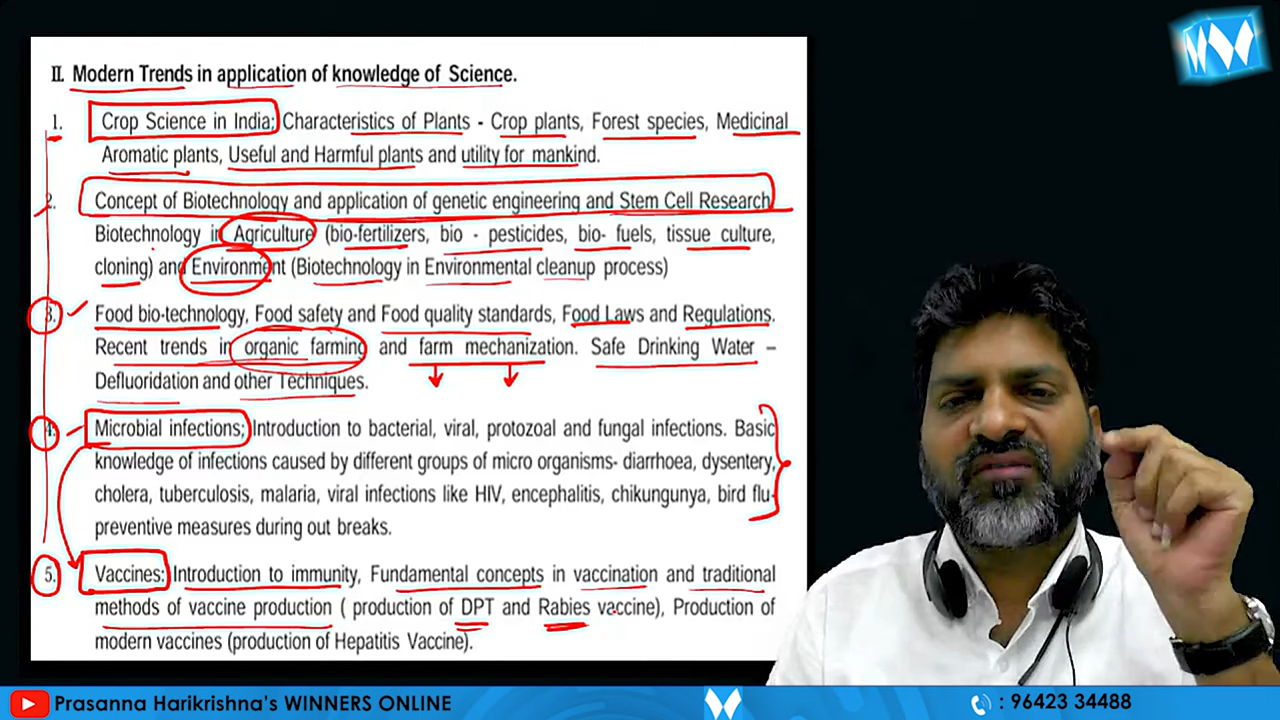 II. Modern Trends in application of knowledge of Science.
1. Crop Science in India; Characteristics of Plants - Crop plants, Forest species, Medicinal
Aromatic plants, Useful and Harmful plants and utility for mankind.
2. Concept of Biotechnology and application of genetic engineering and Stem Cell Research
Biotechnology in Agriculture (bio-fertilizers, bio - pesticides, bio- fuels, tissue culture,
cloning) and Environment (Biotechnology in Environmental cleanup process)
3. Food bio-technology, Food safety and Food quality standards, Food Laws and Regulations.
Recent trends in organic farming and farm mechanization. Safe Drinking Water –
Defluoridation and other Techniques.
4. Microbial infections; Introduction to bacterial, viral, protozoal and fungal infections. Basic
knowledge of infections caused by different groups of micro organisms- diarrhoea, dysentery,
cholera, tuberculosis, malaria, viral infections like HIV, encephalitis, chikungunya, bird flu-
preventive measures during out breaks.
5. Vaccines: Introduction to immunity, Fundamental concepts in vaccination and traditional
methods of vaccine production ( production of DPT and Rabies vaccine), Production of
modern vaccines (production of Hepatitis Vaccine).
Prasanna Harikrishna's WINNERS ONLINE
W
: 96423 34488